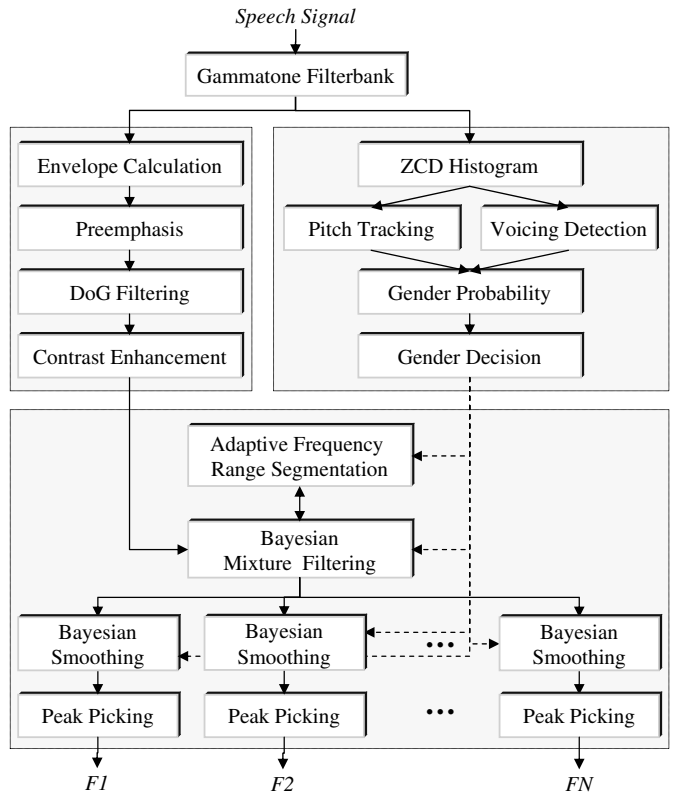 Speech Signal
Gammatone Filterbank
Envelope Calculation
Preemphasis
DoG Filtering
Contrast Enhancement
ZCD Histogram
Pitch Tracking
Voicing Detection
Gender Probability
Gender Decision
Adaptive Frequency
Range Segmentation
Bayesian
Mixture Filtering
Bayesian
Smoothing
Bayesian
Smoothing
...
Bayesian
Smoothing
Peak Picking
Peak Picking
...
Peak Picking
F1
F2
FN